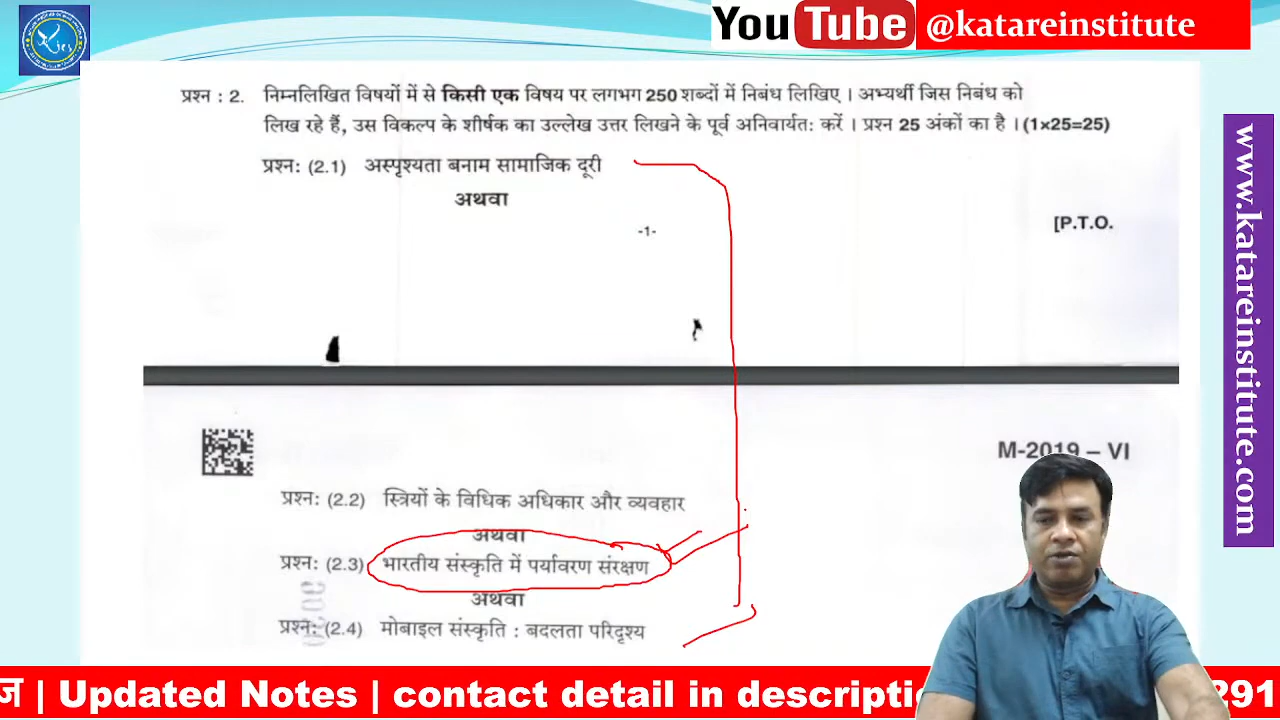 YouTube @katareinstitute
प्रश्न : 2. निम्नलिखित विषयों में से किसी एक विषय पर लगभग 250 शब्दों में निबंध लिखिए । अभ्यर्थी जिस निबंध को
लिख रहे हैं, उस विकल्प के शीर्षक का उल्लेख उत्तर लिखने के पूर्व अनिवार्यत: करें । प्रश्न 25 अंकों का है । (1×25=25)
प्रश्न: (2.1) अस्पृश्यता बनाम सामाजिक दूरी
अथवा
-1-
[P.T.O.
www.katareinstitute.com
M-2019 – VI
प्रश्न: (2.2) स्त्रियों के विधिक अधिकार और व्यवहार
अथवा
प्रश्न: (2.3) भारतीय संस्कृति में पर्यावरण संरक्षण
अथवा
प्रश्न: (2.4) मोबाइल संस्कृति : बदलता परिदृश्य
| Updated Notes | contact detail in descripti 291